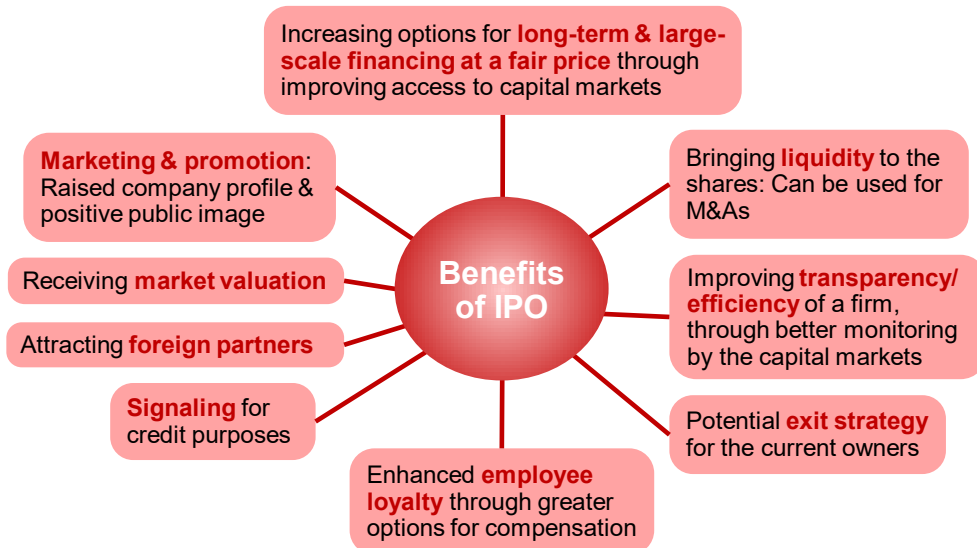 Increasing options for long-term & large-
scale financing at a fair price through
improving access to capital markets
Marketing & promotion:
Raised company profile &
positive public image
Bringing liquidity to the
shares: Can be used for
M&As
Benefits
of IPO
Receiving market valuation
Improving transparency/
efficiency of a firm,
through better monitoring
by the capital markets
Attracting foreign partners
Signaling for
credit purposes
Potential exit strategy
for the current owners
Enhanced employee
loyalty through greater
options for compensation